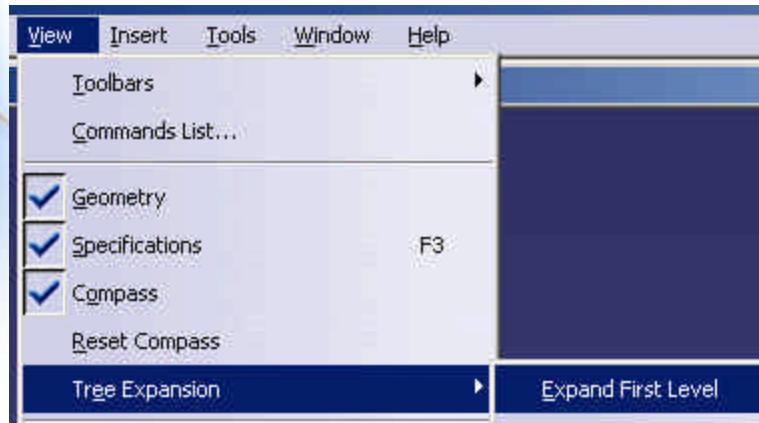 View Insert Tools Window Help
Toolbars
Commands List...
Geometry
Specifications F3
Compass
Reset Compass
Tree Expansion Expand First Level